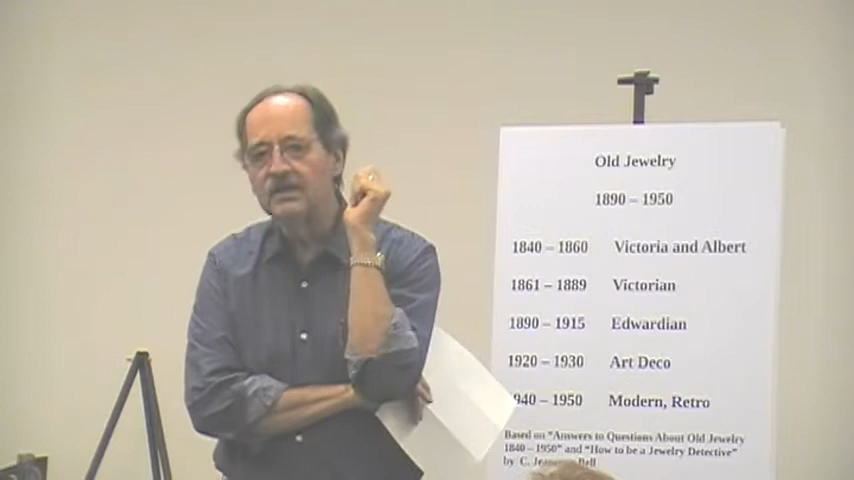 Old Jewelry
1890 – 1950
1840 – 1860 Victoria and Albert
1861 – 1889 Victorian
1890 – 1915 Edwardian
1920 – 1930 Art Deco
940 – 1950 Modern, Retro
Based on "Answers to Questions About Old Jewelry
1840 – 1950" and "How to be a Jewelry Detective"
by C. Bell